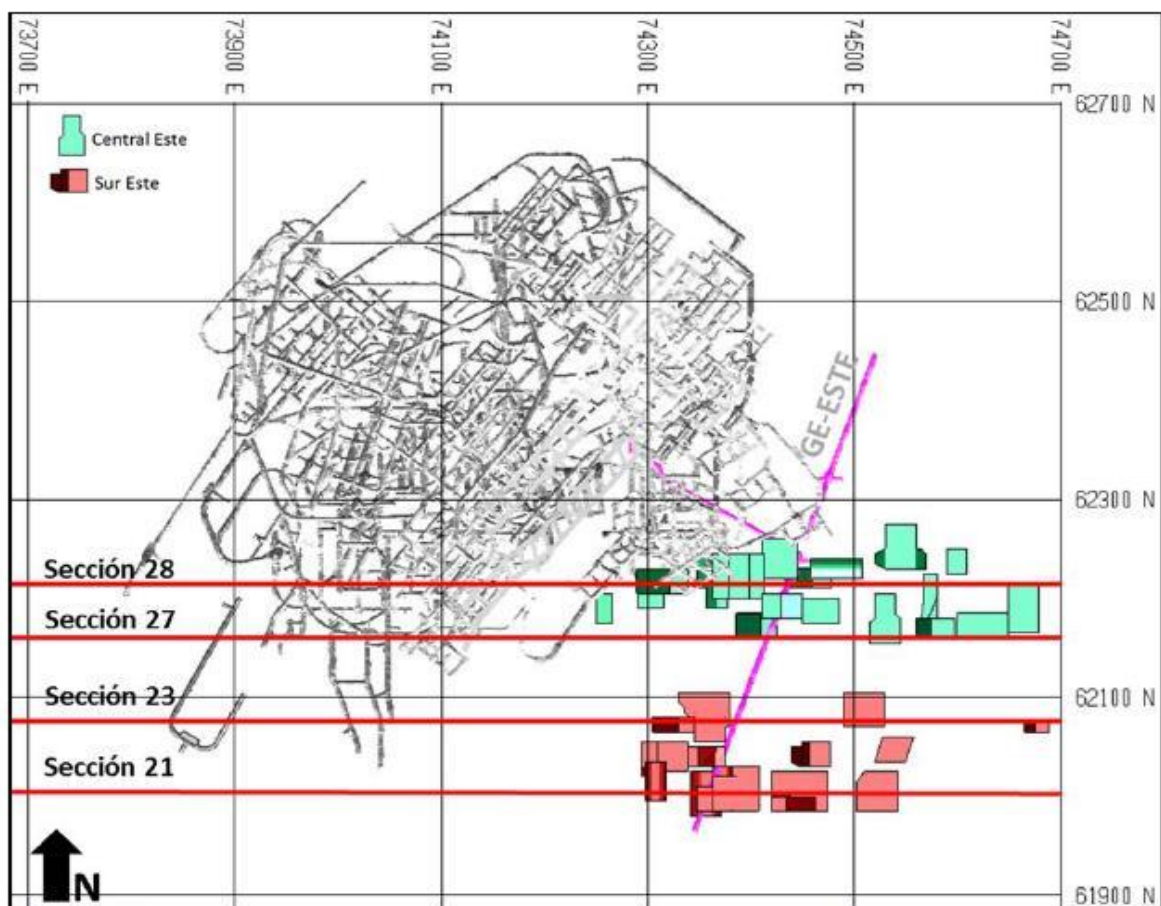 73700 E
73900 E
74100 E
74300 E
74500 E
74700 E
62700 N
Central Este
Sur Este
62500 N
GE-ESTE
62300 N
Sección 28
Sección 27
62100 N
Sección 23
Sección 21
N
61900 N